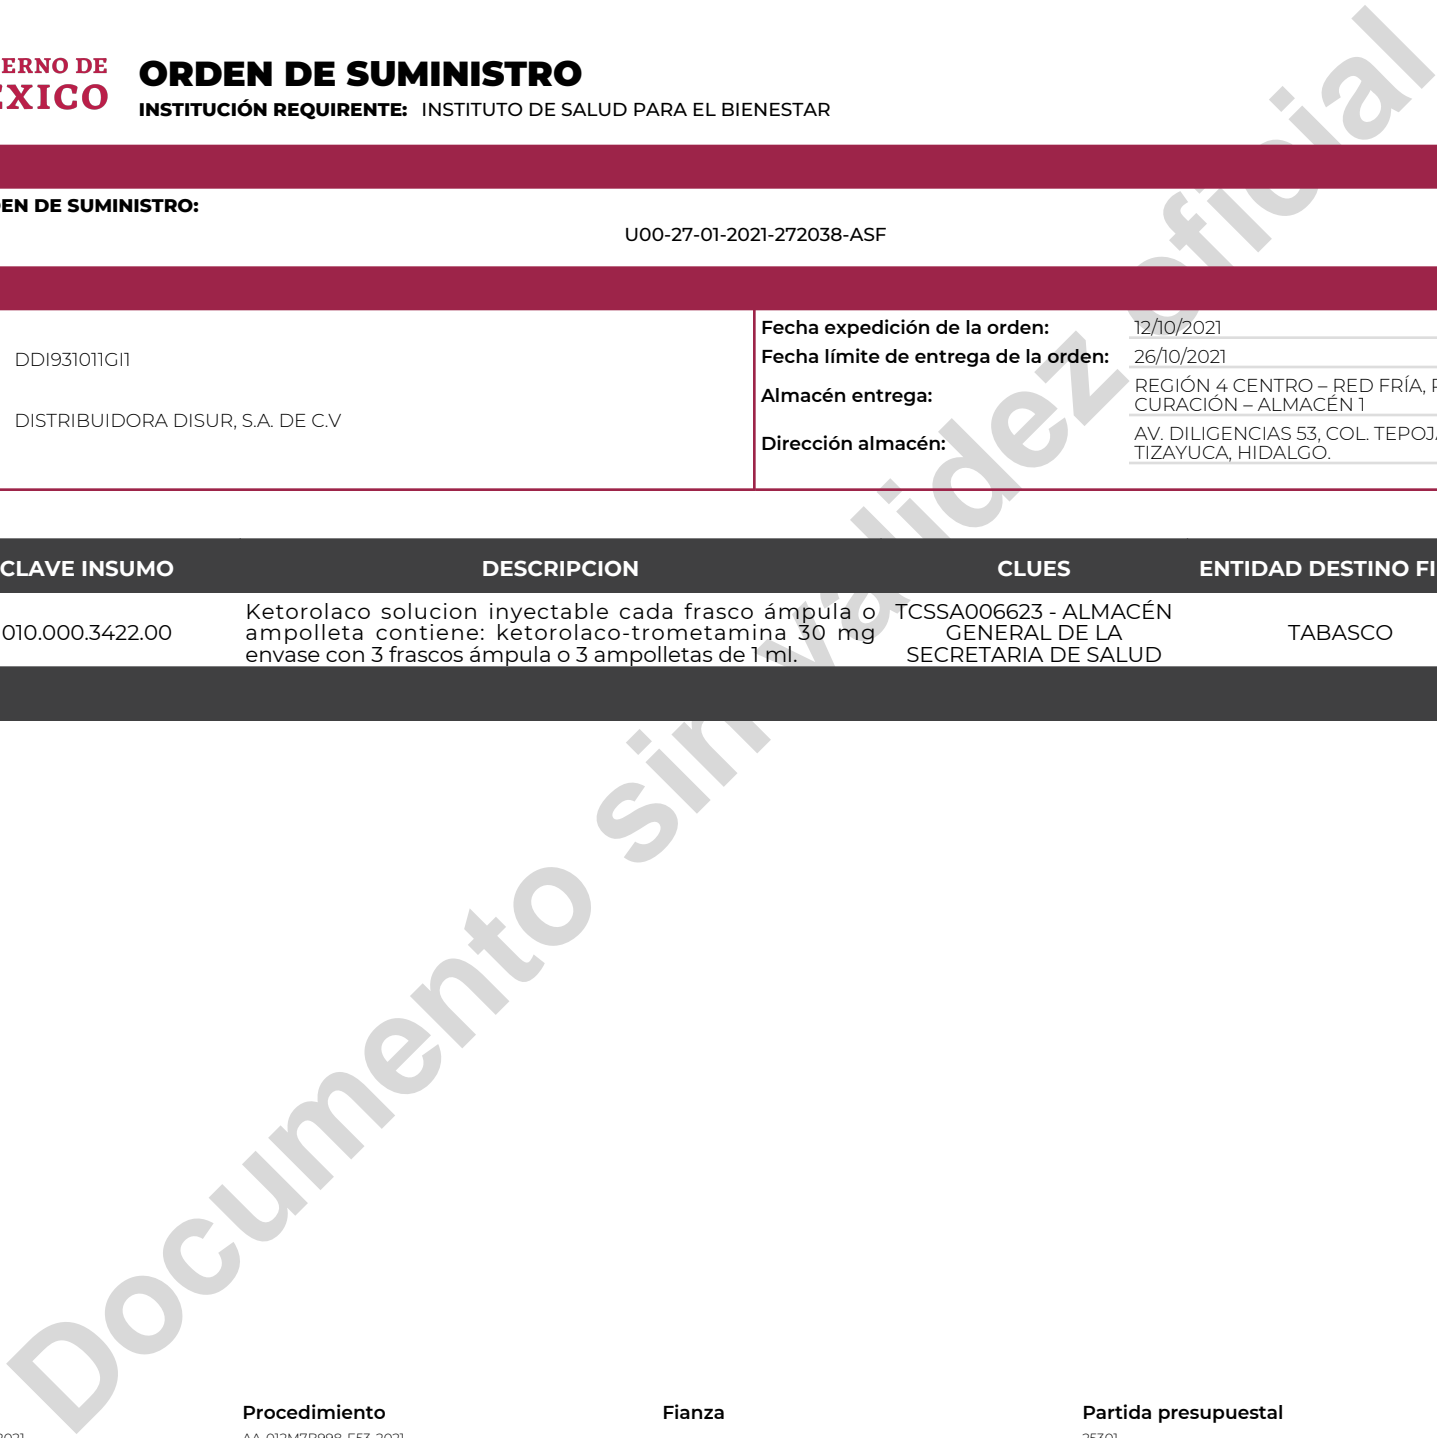 ERNO DE
EXICO
ORDEN DE SUMINISTRO
INSTITUCIÓN REQUIRENTE: INSTITUTO DE SALUD PARA EL BIENESTAR
EN DE SUMINISTRO:
U00-27-01-2021-272038-ASF
DDI931011GI1
DISTRIBUIDORA DISUR, S.A. DE C.V
Fecha expedición de la orden: 12/10/2021
Fecha límite de entrega de la orden: 26/10/2021
Almacén entrega: REGIÓN 4 CENTRO – RED FRÍA,
CURACIÓN – ALMACÉN 1
Dirección almacén: AV. DILIGENCIAS 53, COL. TEPOJA
TIZAYUCA, HIDALGO.
CLAVE INSUMO DESCRIPCION CLUES ENTIDAD DESTINO FI
010.000.3422.00
Ketorolaco solucion inyectable cada frasco ámpula o
ampolleta contiene: ketorolaco-trometamina 30 mg
envase con 3 frascos ámpula o 3 ampolletas de 1 ml.
TCSSA006623 - ALMACÉN
GENERAL DE LA
SECRETARIA DE SALUD
TABASCO
Documento sin validez oficial
Procedimiento Fianza Partida presupuestal